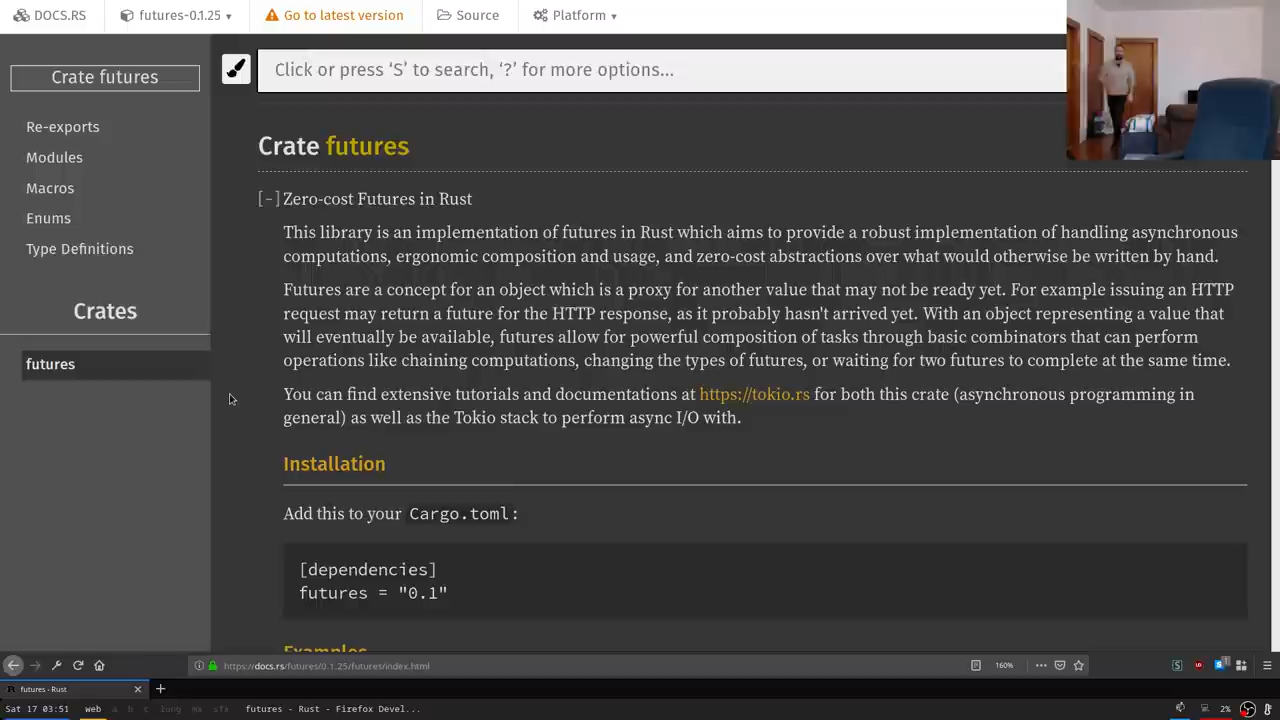 DOCS.RS futures-0.1.25 Go to latest version Source Platform
Crate futures
Click or press ‘S’ to search, ‘?’ for more options...
Re-exports
Modules
Macros
Enums
Type Definitions
Crates
futures
Crate futures
[-] Zero-cost Futures in Rust
This library is an implementation of futures in Rust which aims to provide a robust implementation of handling asynchronous
computations, ergonomic composition and usage, and zero-cost abstractions over what would otherwise be written by hand.
Futures are a concept for an object which is a proxy for another value that may not be ready yet. For example issuing an HTTP
request may return a future for the HTTP response, as it probably hasn't arrived yet. With an object representing a value that
will eventually be available, futures allow for powerful composition of tasks through basic combinators that can perform
operations like chaining computations, changing the types of futures, or waiting for two futures to complete at the same time.
You can find extensive tutorials and documentations at https://tokio.rs for both this crate (asynchronous programming in
general) as well as the Tokio stack to perform async I/O with.
Installation
Add this to your Cargo.toml:
[dependencies]
futures = "0.1"
Examples
https://docs.rs/futures/0.1.25/futures/index.html 160%
futures - Rust
Sat 17 03:51 web a b c lung mx sfx futures - Rust - Firefox Devel... 2%